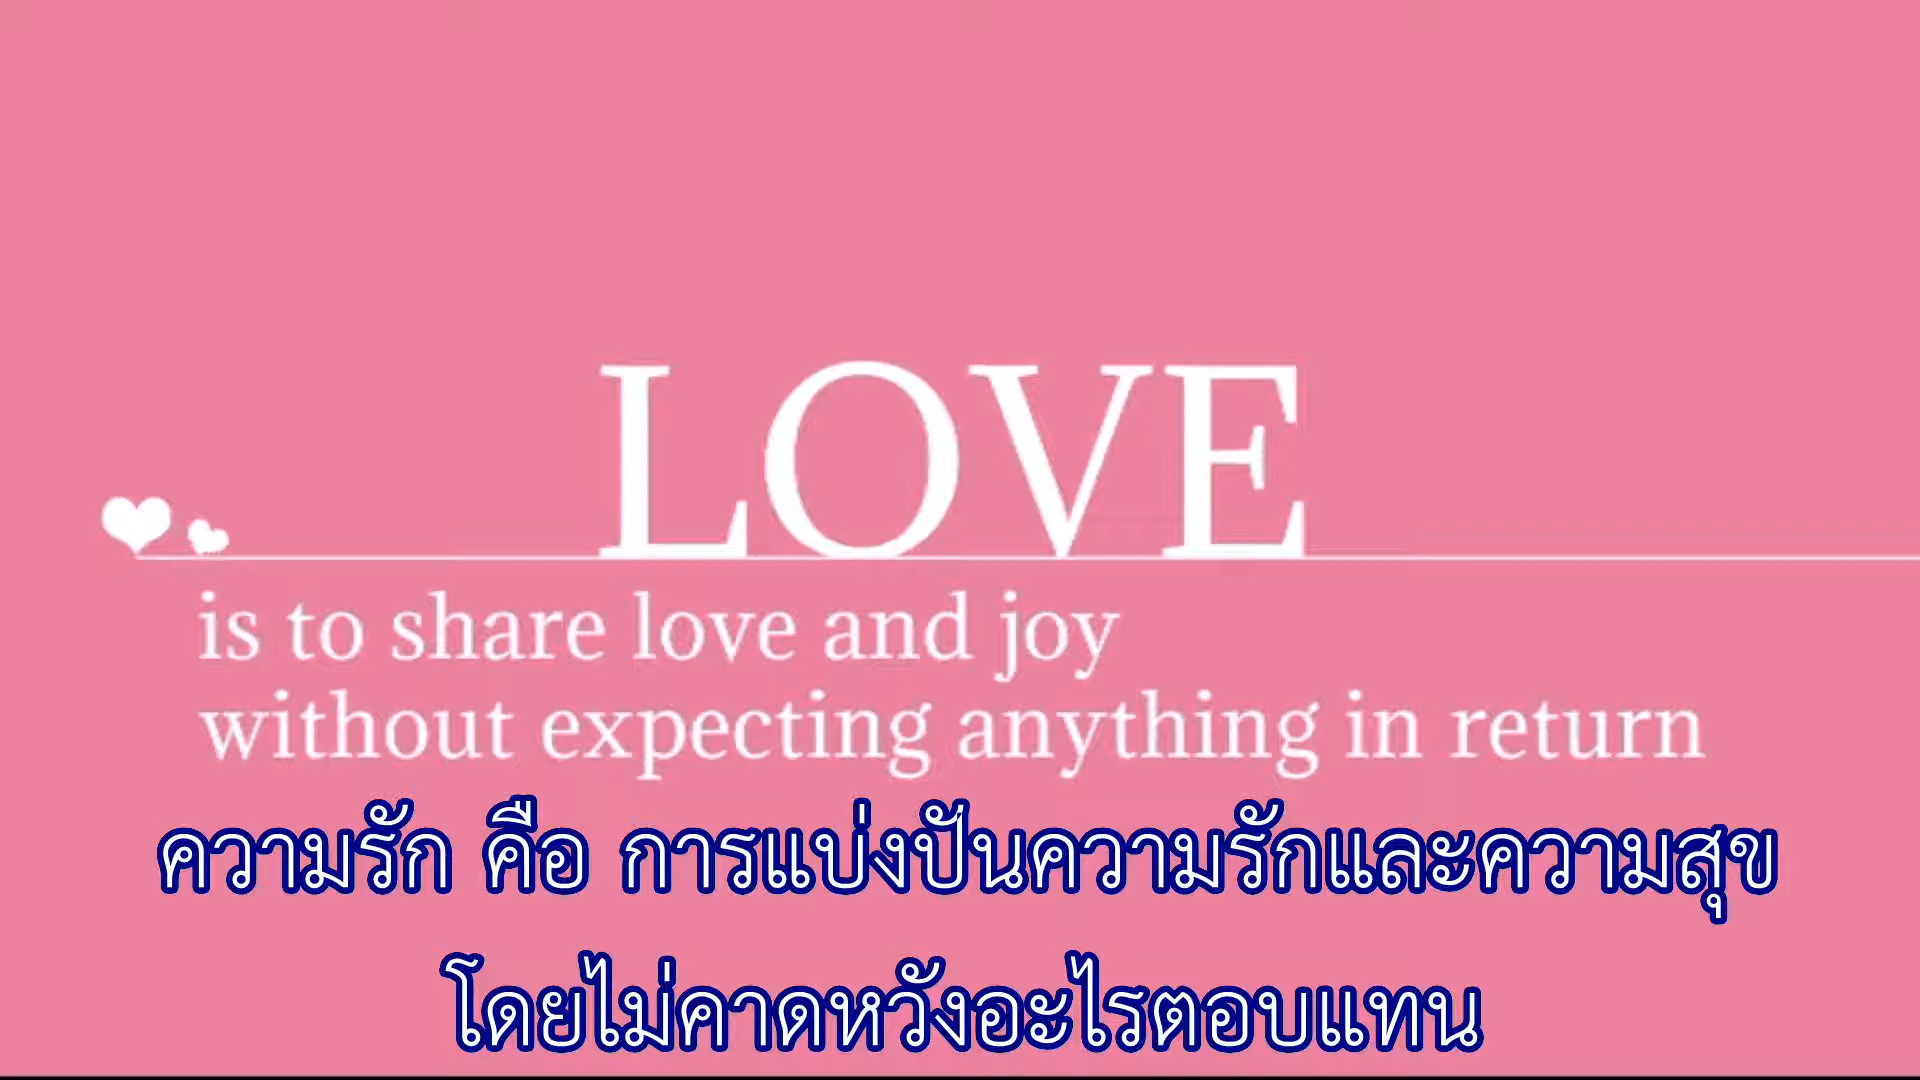 LOVE
is to share love and joy
without expecting anything in return
ความรัก คือ การแบ่งปันความรักและความสุข
โดยไม่คาดหวังอะไรตอบแทน